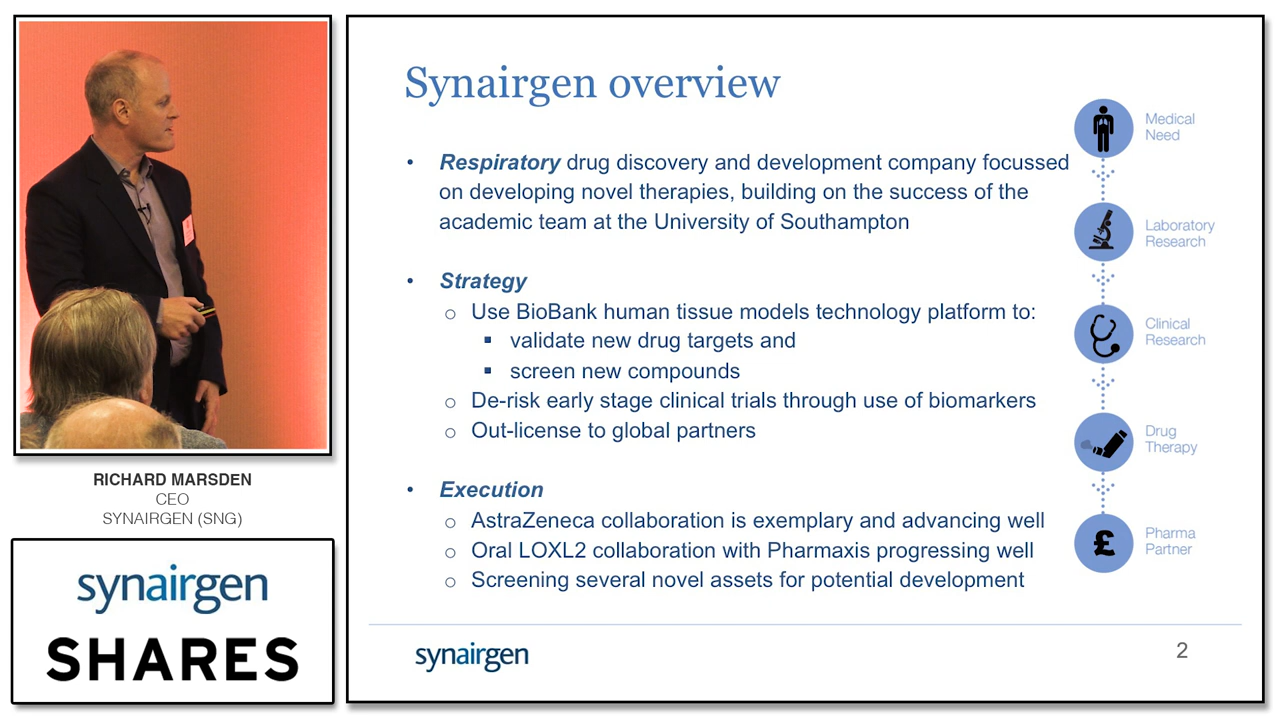 RICHARD MARSDEN
CEO
SYNAIRGEN (SNG)
synairgen
SHARES
Synairgen overview
• Respiratory drug discovery and development company focussed
on developing novel therapies, building on the success of the
academic team at the University of Southampton
• Strategy
o Use BioBank human tissue models technology platform to:
▪ validate new drug targets and
▪ screen new compounds
o De-risk early stage clinical trials through use of biomarkers
o Out-license to global partners
• Execution
o AstraZeneca collaboration is exemplary and advancing well
o Oral LOXL2 collaboration with Pharmaxis progressing well
o Screening several novel assets for potential development
Medical
Need
Laboratory
Research
Clinical
Research
Drug
Therapy
£
Pharma
Partner
synairgen
2